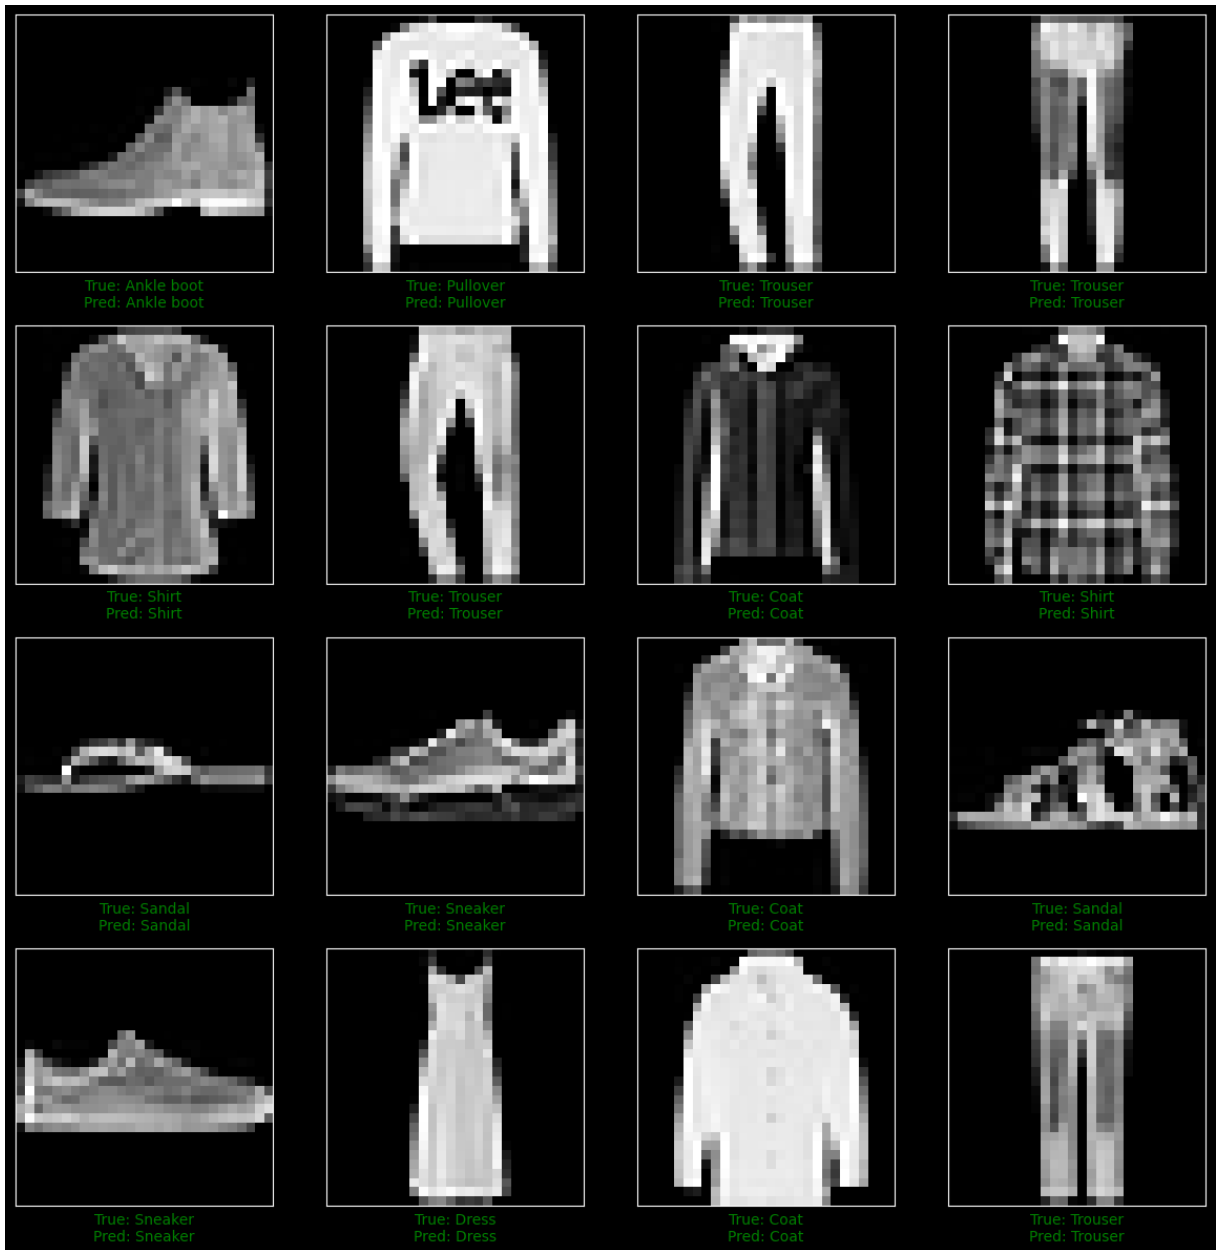 True: Ankle boot
Pred: Ankle boot
True: Pullover
Pred: Pullover
True: Trouser
Pred: Trouser
True: Trouser
Pred: Trouser
True: Shirt
Pred: Shirt
True: Trouser
Pred: Trouser
True: Coat
Pred: Coat
True: Shirt
Pred: Shirt
True: Sandal
Pred: Sandal
True: Sneaker
Pred: Sneaker
True: Coat
Pred: Coat
True: Sandal
Pred: Sandal
True: Sneaker
Pred: Sneaker
True: Dress
Pred: Dress
True: Coat
Pred: Coat
True: Trouser
Pred: Trouser